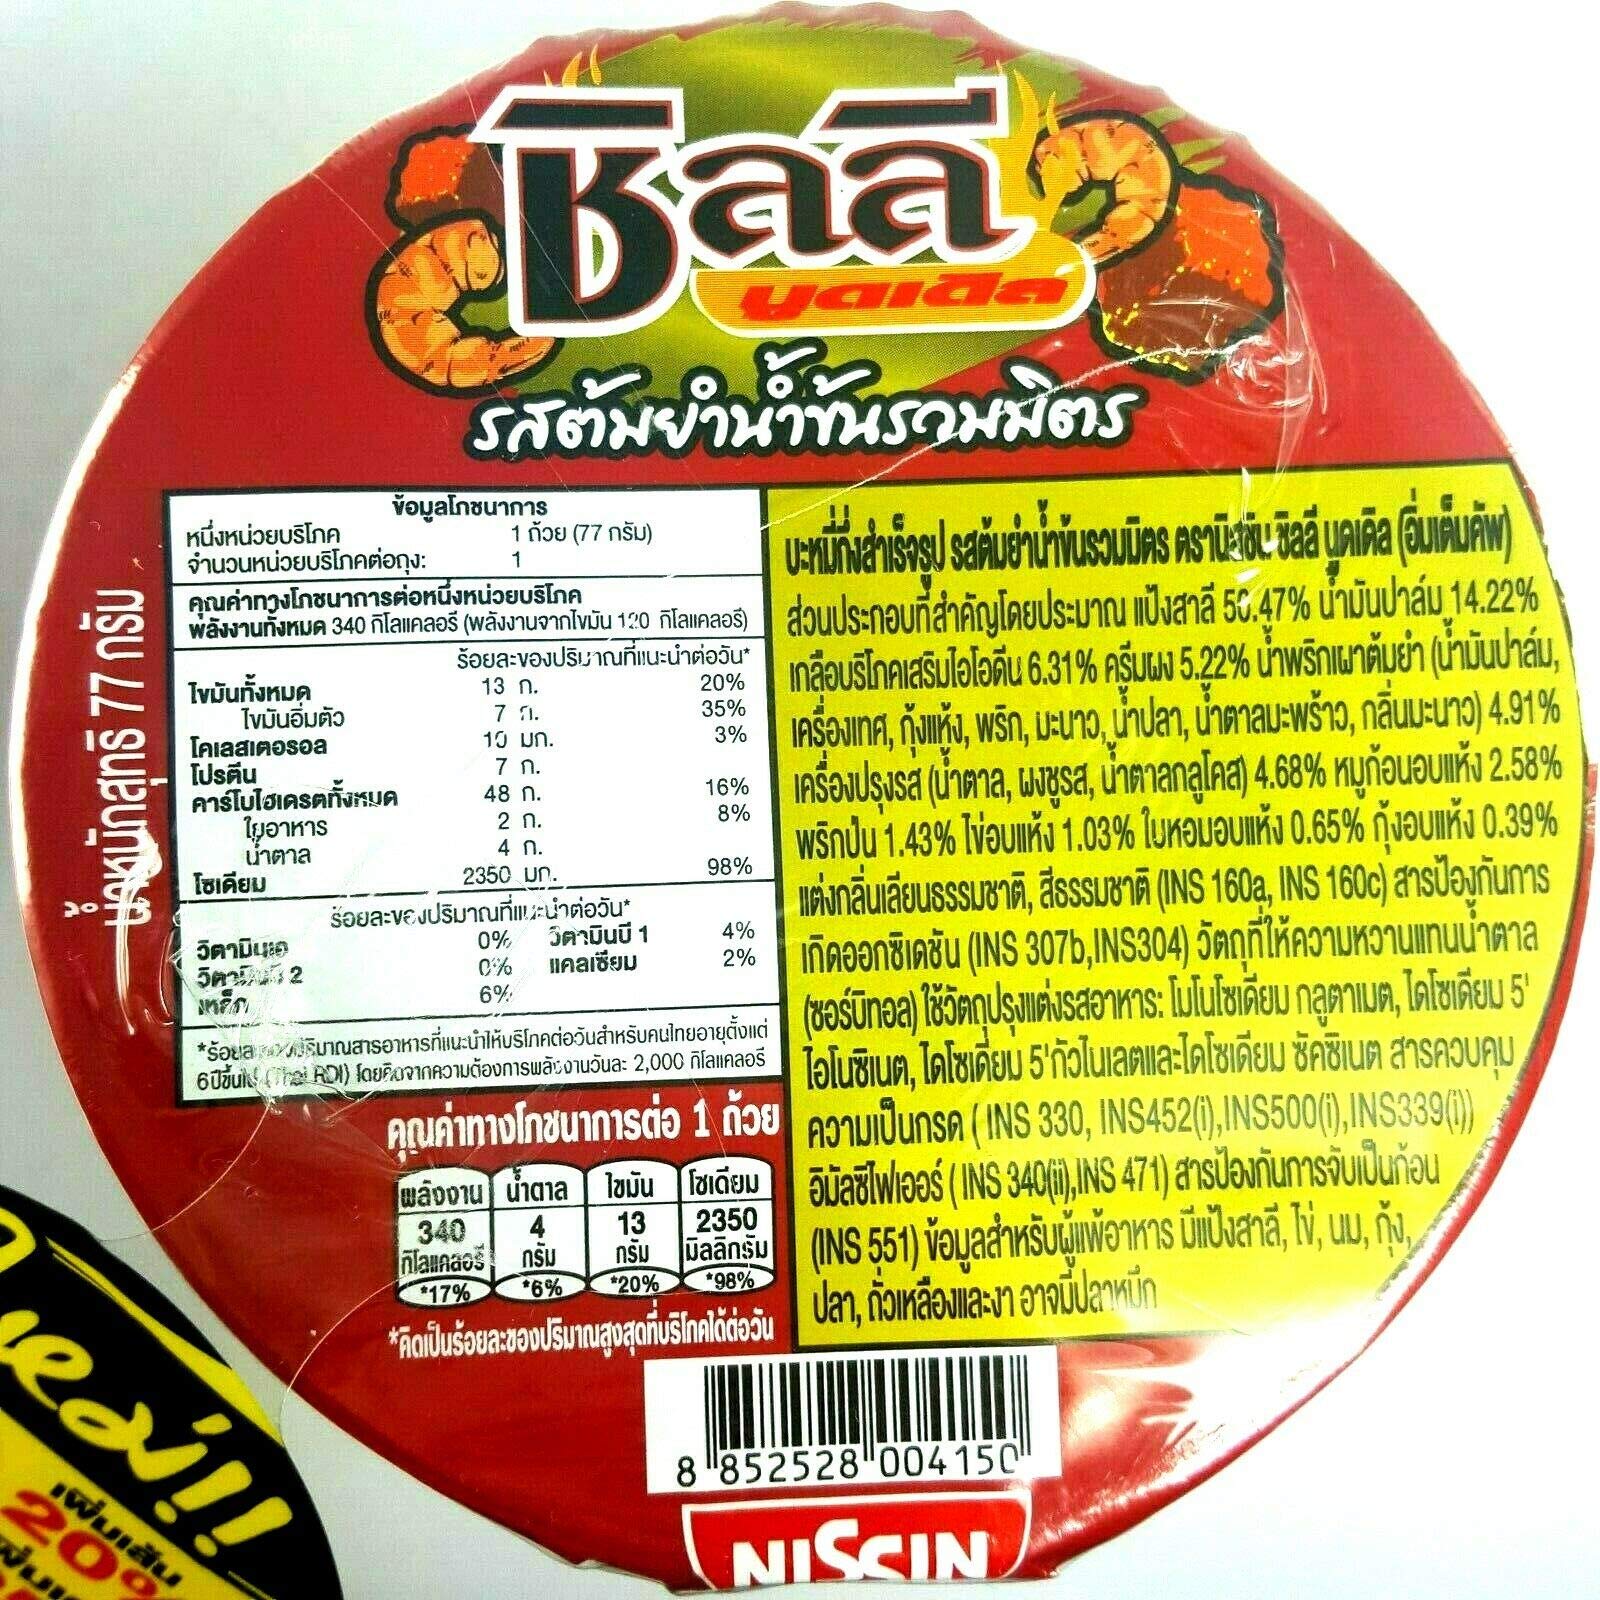 ชิลลี
นูดเดิล
รสต้มยำน้ำข้นรวมมิตร
น้ำหนักสุทธิ 77 กรัม
ข้อมูลโภชนาการ
หนึ่งหน่วยบริโภค 1 ถ้วย (77 กรัม)
จำนวนหน่วยบริโภคต่อถุง: 1
คุณค่าทางโภชนาการต่อหนึ่งหน่วยบริโภค
พลังงานทั้งหมด 340 กิโลแคลอรี (พลังงานจากไขมัน 120 กิโลแคลอรี)
ร้อยละของปริมาณที่แนะนำต่อวัน*
ไขมันทั้งหมด 13 ก. 20%
ไขมันอิ่มตัว 7 ก. 35%
โคเลสเตอรอล 10 มก. 3%
โปรตีน 7 ก.
คาร์โบไฮเดรตทั้งหมด 48 ก. 16%
ใยอาหาร 2 ก. 8%
น้ำตาล 4 ก.
โซเดียม 2350 มก. 98%
ร้อยละของปริมาณที่แนะนำต่อวัน*
วิตามินเอ 0% วิตามินบี 1 4%
วิตามินบี 2 0% แคลเซียม 2%
เหล็ก 6%
*ร้อยละของปริมาณสารอาหารที่แนะนำให้บริโภคต่อวันสำหรับคนไทยอายุตั้งแต่
6ปีขึ้นไป (Thai RDI) โดยคิดจากความต้องการพลังงานวันละ 2,000 กิโลแคลอรี
คุณค่าทางโภชนาการต่อ 1 ถ้วย
พลังงาน น้ำตาล ไขมัน โซเดียม
340 4 13 2350
กิโลแคลอรี กรัม กรัม มิลลิกรัม
*17% *6% *20% *98%
*คิดเป็นร้อยละของปริมาณสูงสุดที่บริโภคได้ต่อวัน
บะหมี่กึ่งสำเร็จรูป รสต้มยำน้ำข้นรวมมิตร ตรานิสชิน ชิลลี นูดเดิล (อิ่มเต็มคัพ)
ส่วนประกอบที่สำคัญโดยประมาณ แป้งสาลี 50.47% น้ำมันปาล์ม 14.22%
เกลือบริโภคเสริมไอโอดีน 6.31% ครีมผง 5.22% น้ำพริกเผาต้มยำ (น้ำมันปาล์ม,
เครื่องเทศ, กุ้งแห้ง, พริก, มะนาว, น้ำปลา, น้ำตาลมะพร้าว, กลิ่นมะนาว) 4.91%
เครื่องปรุงรส (น้ำตาล, ผงชูรส, น้ำตาลกลูโคส) 4.68% หมูก้อนอบแห้ง 2.58%
พริกป่น 1.43% ไข่อบแห้ง 1.03% ใบหอมอบแห้ง 0.65% กุ้งอบแห้ง 0.39%
แต่งกลิ่นเลียนธรรมชาติ, สีธรรมชาติ (INS 160a, INS 160c) สารป้องกันการ
เกิดออกซิเดชัน (INS 307b,INS304) วัตถุที่ให้ความหวานแทนน้ำตาล
(ซอร์บิทอล) ใช้วัตถุปรุงแต่งรสอาหาร: โมโนโซเดียม กลูตาเมต, ไดโซเดียม 5'
ไอโนซิเนต, ไดโซเดียม 5'กัวไนเลตและไดโซเดียม ซัคซิเนต สารควบคุม
ความเป็นกรด ( INS 330, INS452(i),INS500(i),INS339(i))
อิมัลซิไฟเออร์ ( INS 340(ii),INS 471) สารป้องกันการจับเป็นก้อน
(INS 551) ข้อมูลสำหรับผู้แพ้อาหาร มีแป้งสาลี, ไข่, นม, กุ้ง,
ปลา, ถั่วเหลืองและงา อาจมีปลาหมึก
8 852528 004150
NISSIN
ใหม่!!
เพิ่มเส้น
20%